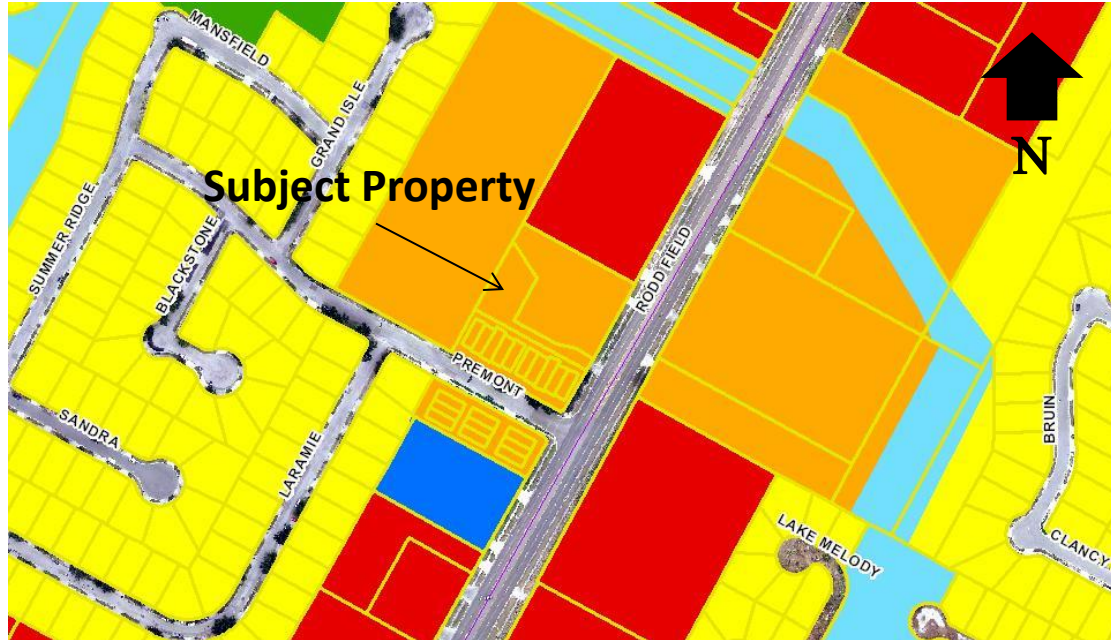 MANSFIELD
GRAND ISLE
N
Subject Property
SUMMER RIDGE
BLACKSTONE
RODD FIELD
PREMONT
BRUIN
SANDRA
LARAMIE
LAKE MELODY
CLANCY